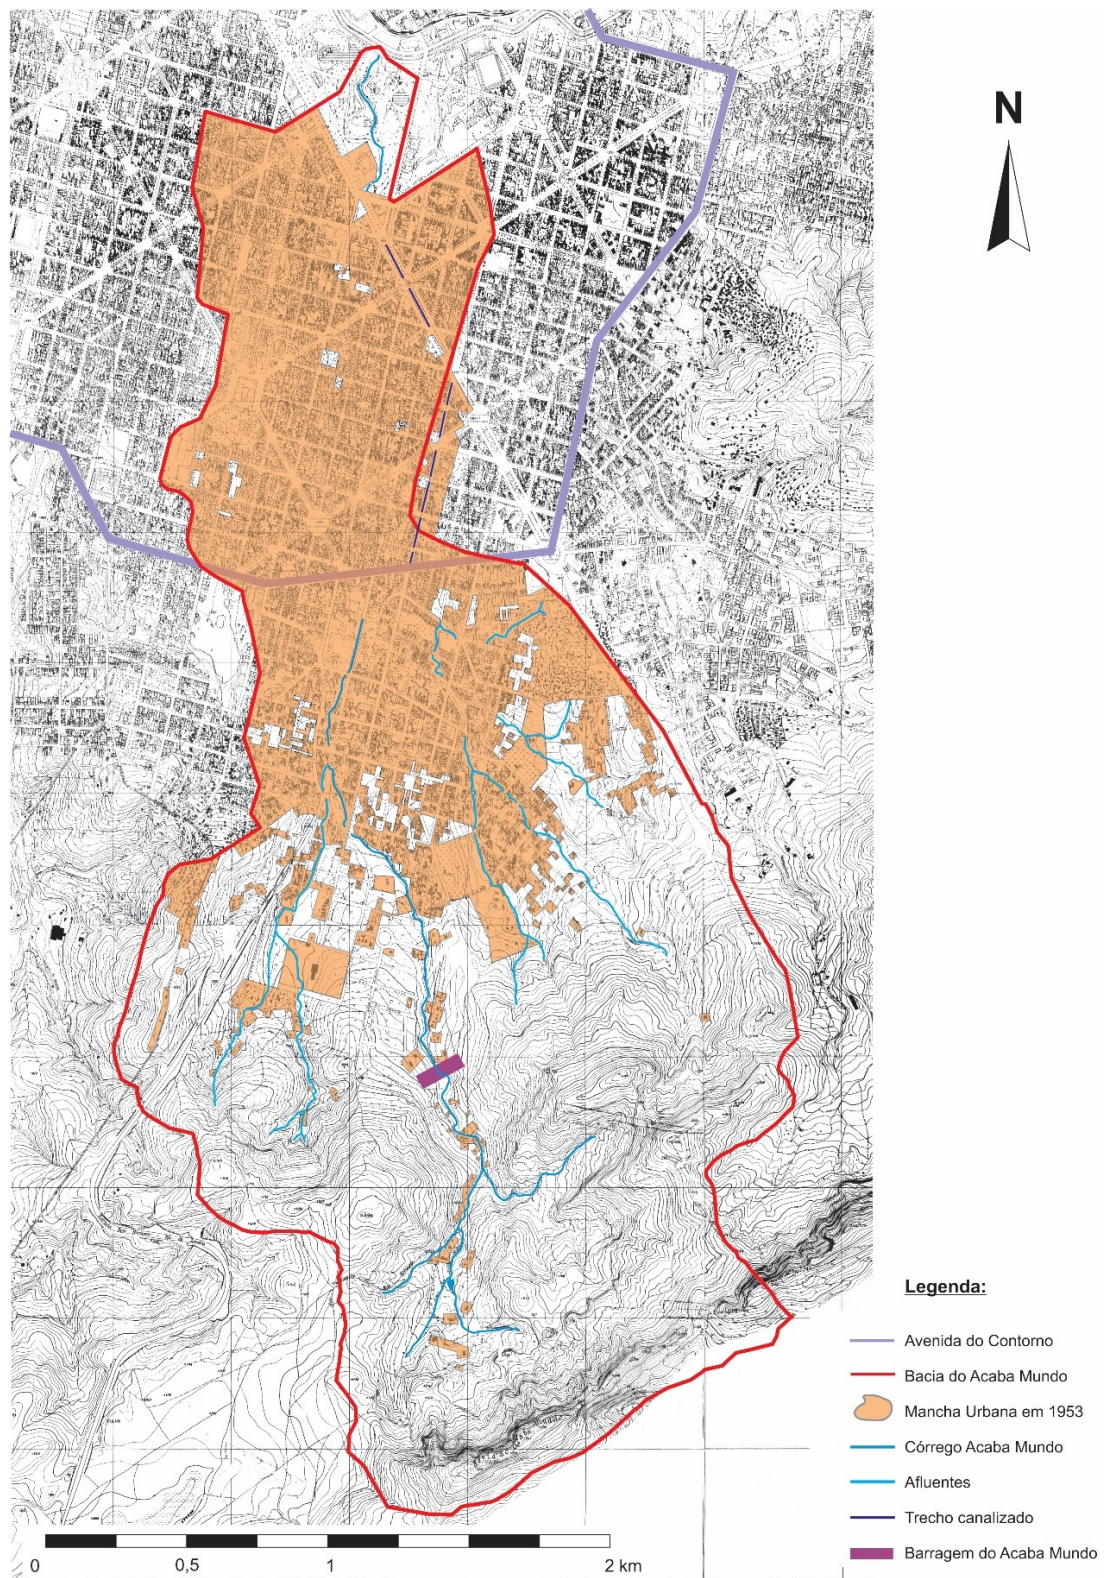 N
Legenda:
Avenida do Contorno
Bacia do Acaba Mundo
Mancha Urbana em 1953
Córrego Acaba Mundo
Afluentes
Trecho canalizado
Barragem do Acaba Mundo
0 0,5 1 2 km